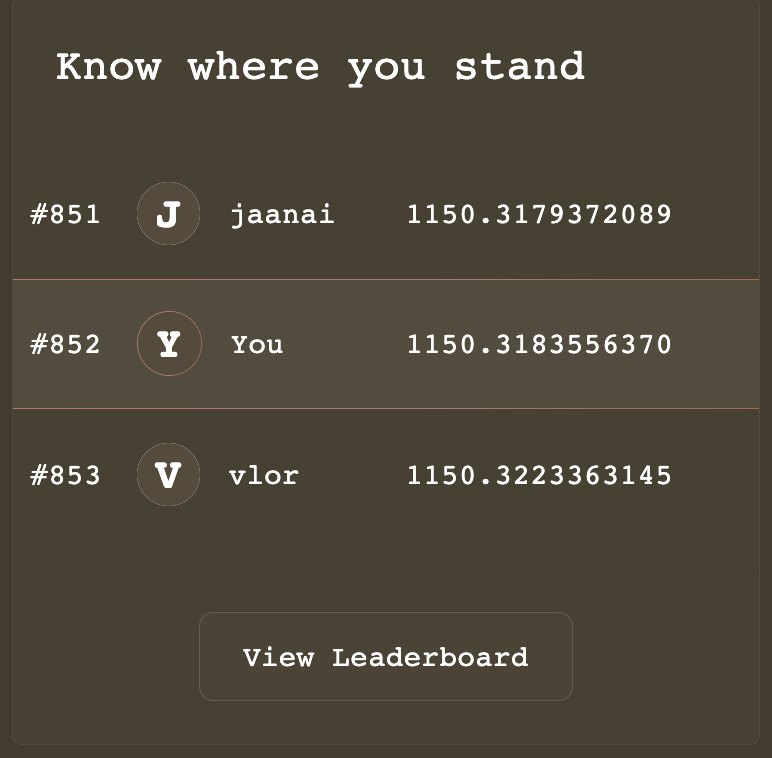 Know where you stand
#851 J jaanai 1150.3179372089
#852 Y You 1150.3183556370
#853 V vlor 1150.3223363145
View Leaderboard